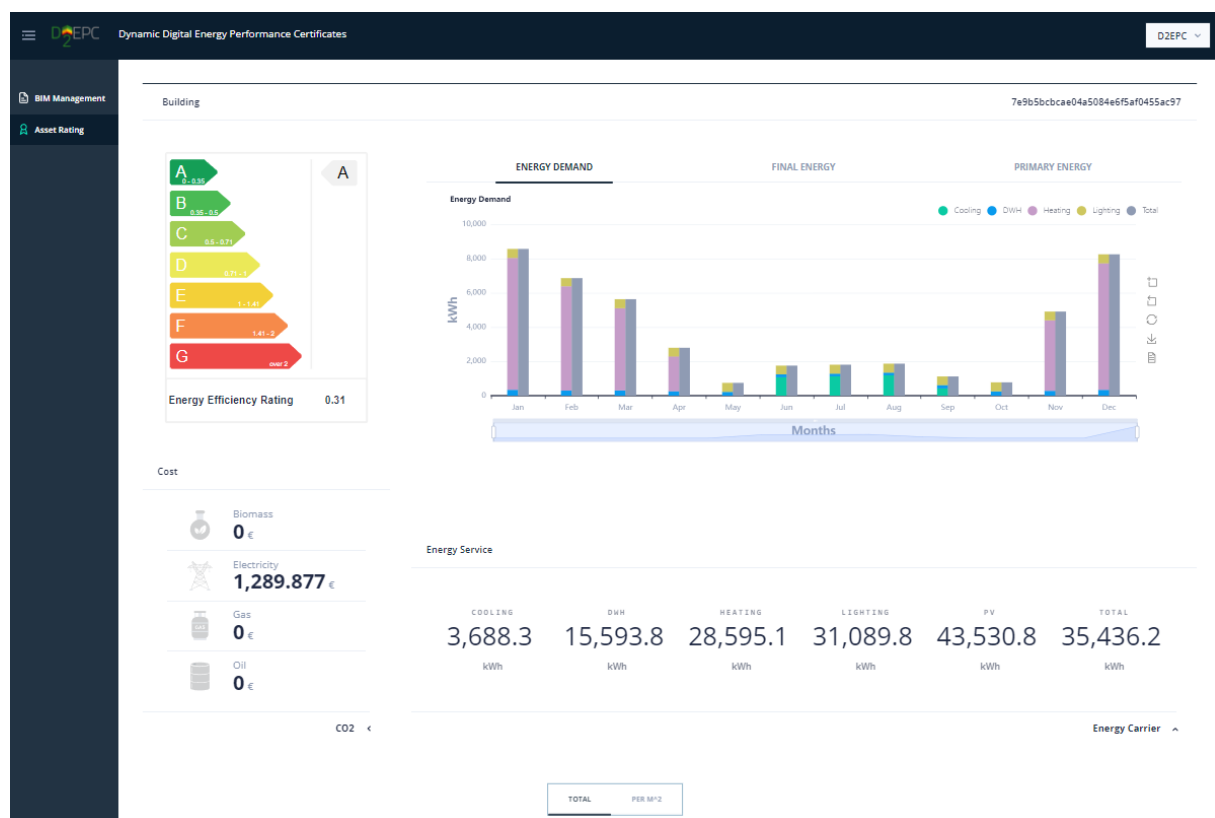 D2EPC Dynamic Digital Energy Performance Certificates D2EPC
BIM Management
Asset Rating
Building 7e9b5bcbcae04a5084e6f5af0455ac97
A 0 - 0.35 A
B 0.35 - 0.5
C 0.5 - 0.71
D 0.71 - 1
E 1 - 1.41
F 1.41 - 2
G over 2
Energy Efficiency Rating 0.31
ENERGY DEMAND FINAL ENERGY PRIMARY ENERGY
Energy Demand
Cooling DWH Heating Lighting Total
10,000
8,000
6,000
4,000
2,000
0
kWh
Jan Feb Mar Apr May Jun Jul Aug Sep Oct Nov Dec
Months
Cost
Biomass
0 €
Electricity
1,289.877 €
Gas
0 €
Oil
0 €
CO2
Energy Service
COOLING DWH HEATING LIGHTING PV TOTAL
3,688.3 15,593.8 28,595.1 31,089.8 43,530.8 35,436.2
kWh kWh kWh kWh kWh kWh
Energy Carrier
TOTAL PER M^2